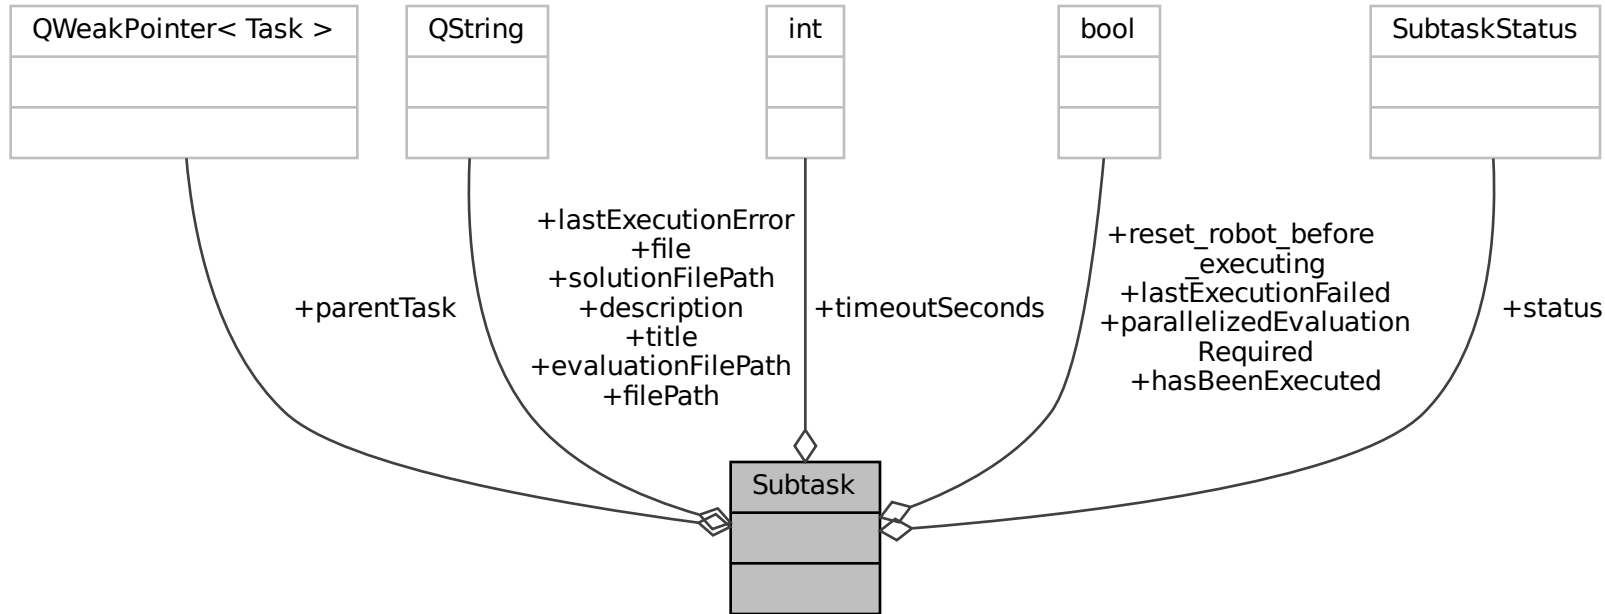 QWeakPointer< Task >
QString
int
bool
SubtaskStatus
+parentTask
+lastExecutionError
+file
+solutionFilePath
+description
+title
+evaluationFilePath
+filePath
+timeoutSeconds
+reset_robot_before
_executing
+lastExecutionFailed
+parallelizedEvaluation
Required
+hasBeenExecuted
+status
Subtask